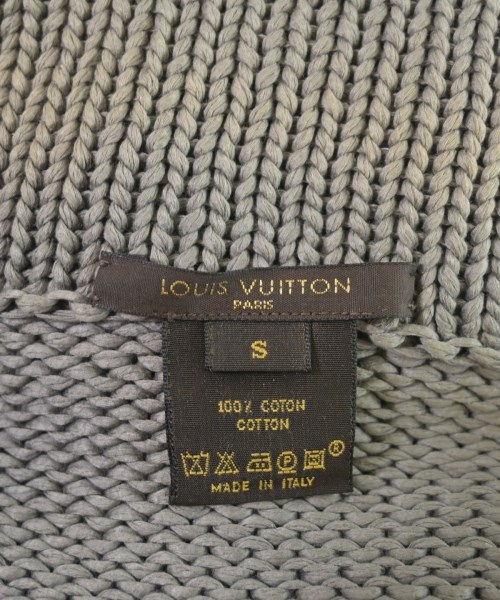 LOUIS VUITTON
PARIS
S
100% COTON
COTTON
P ®
MADE IN ITALY